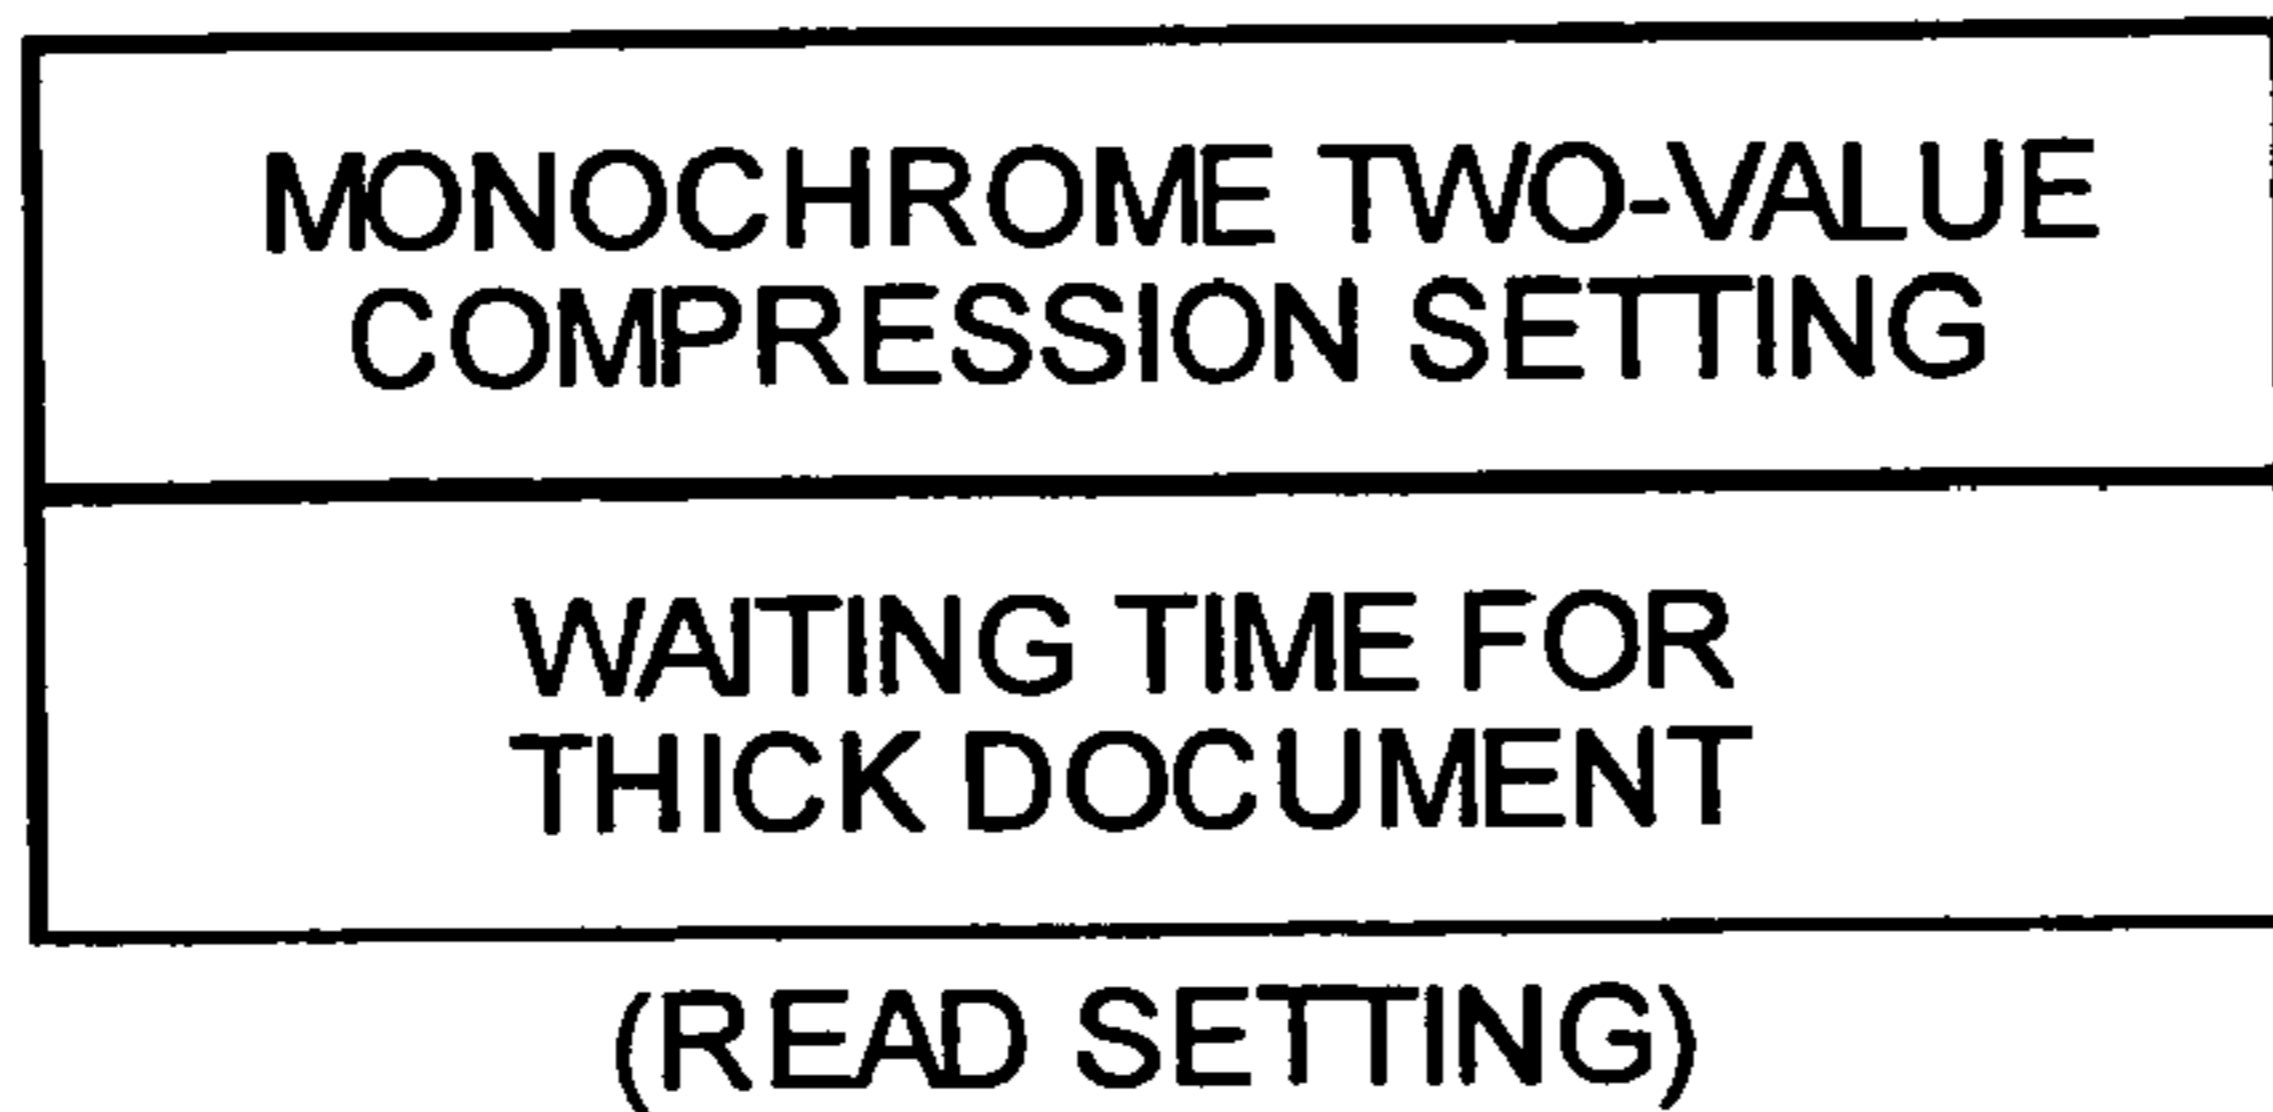 MONOCHROME TWO-VALUE
COMPRESSION SETTING
WAITING TIME FOR
THICK DOCUMENT
(READ SETTING)